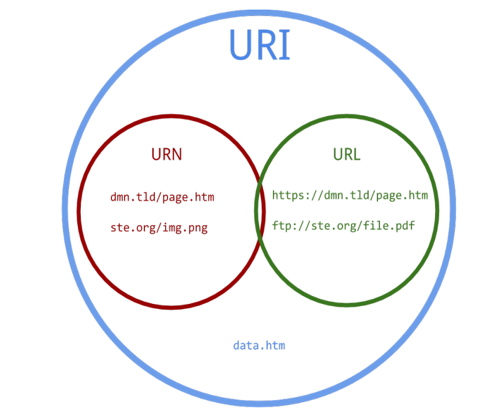 URI
URN
dmn.tld/page.htm
ste.org/img.png
URL
https://dmn.tld/page.htm
ftp://ste.org/file.pdf
data.htm